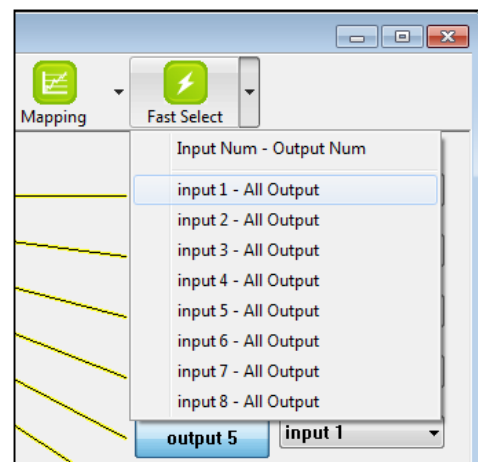 Mapping
Fast Select
Input Num - Output Num
input 1 - All Output
input 2 - All Output
input 3 - All Output
input 4 - All Output
input 5 - All Output
input 6 - All Output
input 7 - All Output
input 8 - All Output
output 5
input 1